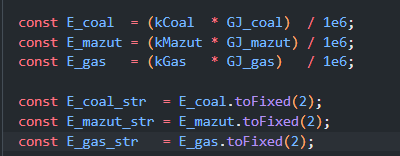 const E_coal  = (kCoal  * GJ_coal)  / 1e6;
const E_mazut = (kMazut * GJ_mazut) / 1e6;
const E_gas   = (kGas   * GJ_gas)   / 1e6;

const E_coal_str  = E_coal.toFixed(2);
const E_mazut_str = E_mazut.toFixed(2);
const E_gas_str   = E_gas.toFixed(2);